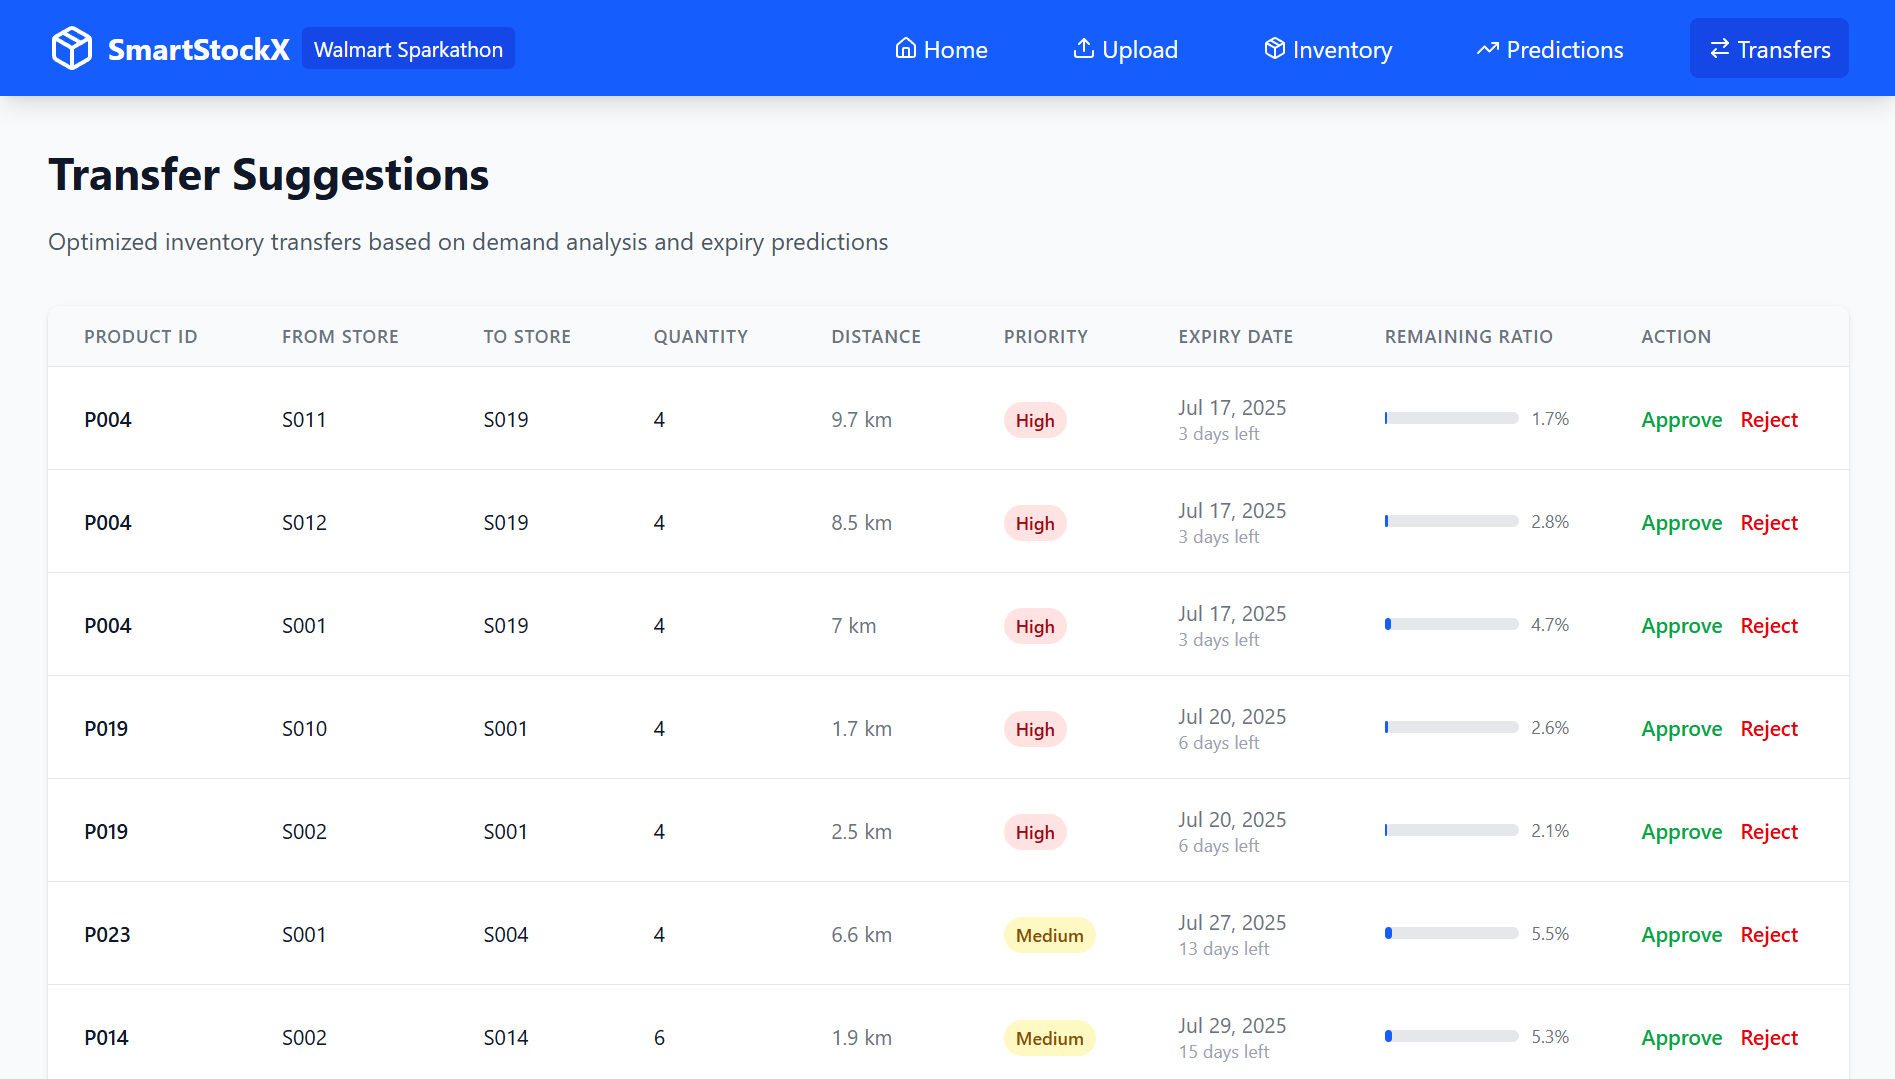 SmartStockX Walmart Sparkathon Home Upload Inventory Predictions Transfers
Transfer Suggestions
Optimized inventory transfers based on demand analysis and expiry predictions
PRODUCT ID FROM STORE TO STORE QUANTITY DISTANCE PRIORITY EXPIRY DATE REMAINING RATIO ACTION
P004 S011 S019 4 9.7 km High Jul 17, 2025 1.7% Approve Reject
3 days left
P004 S012 S019 4 8.5 km High Jul 17, 2025 2.8% Approve Reject
3 days left
P004 S001 S019 4 7 km High Jul 17, 2025 4.7% Approve Reject
3 days left
P019 S010 S001 4 1.7 km High Jul 20, 2025 2.6% Approve Reject
6 days left
P019 S002 S001 4 2.5 km High Jul 20, 2025 2.1% Approve Reject
6 days left
P023 S001 S004 4 6.6 km Medium Jul 27, 2025 5.5% Approve Reject
13 days left
P014 S002 S014 6 1.9 km Medium Jul 29, 2025 5.3% Approve Reject
15 days left